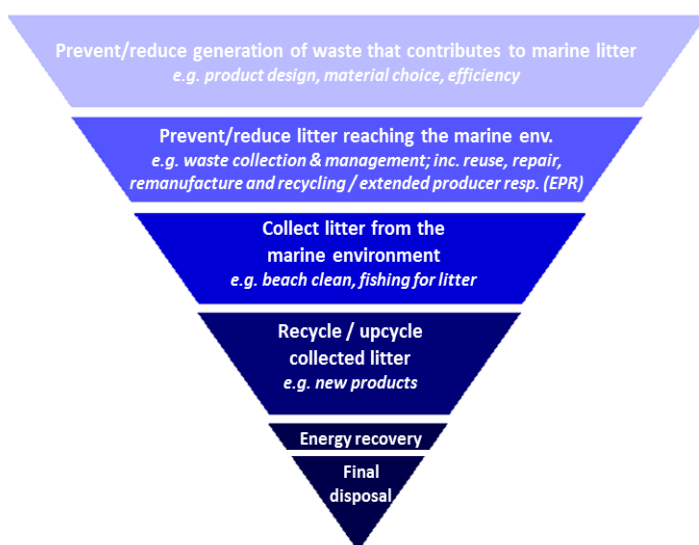 Prevent/reduce generation of waste that contributes to marine litter
e.g. product design, material choice, efficiency
Prevent/reduce litter reaching the marine env.
e.g. waste collection & management; inc. reuse, repair,
remanufacture and recycling / extended producer resp. (EPR)
Collect litter from the
marine environment
e.g. beach clean, fishing for litter
Recycle / upcycle
collected litter
e.g. new products
Energy recovery
Final
disposal